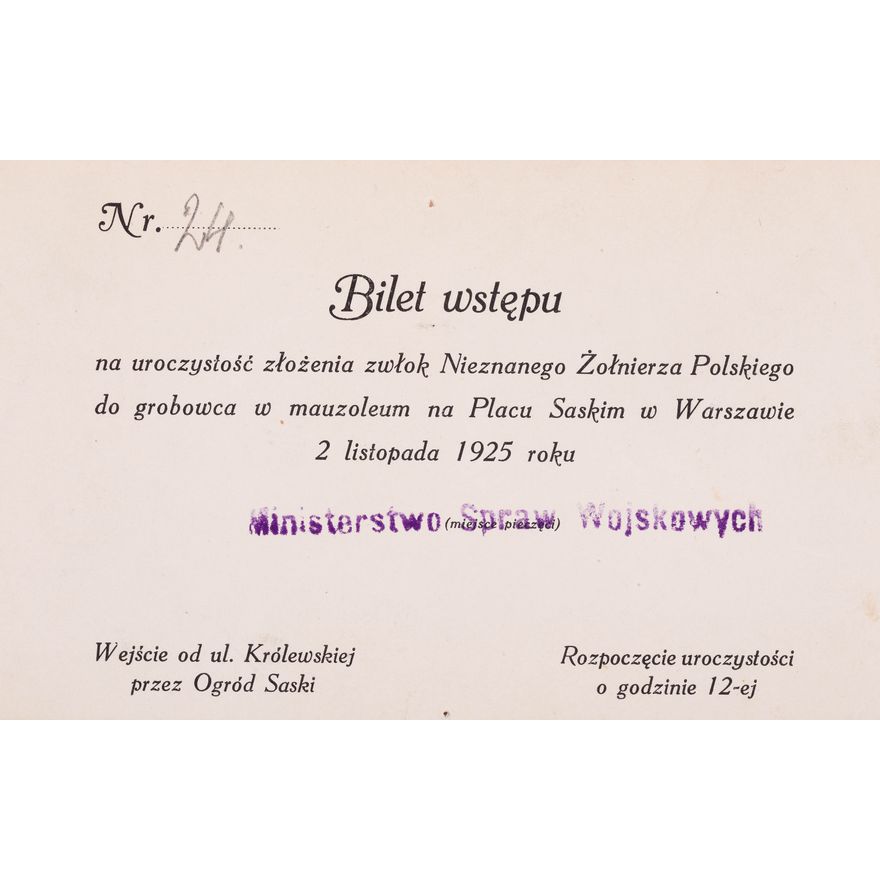 Nr. 24.
Bilet wstępu
na uroczystość złożenia zwłok Nieznanego Żołnierza Polskiego
do grobowca w mauzoleum na Placu Saskim w Warszawie
2 listopada 1925 roku
Ministerstwo Spraw Wojskowych
(miejsce pieczęci)
Wejście od ul. Królewskiej
przez Ogród Saski
Rozpoczęcie uroczystości
o godzinie 12-ej